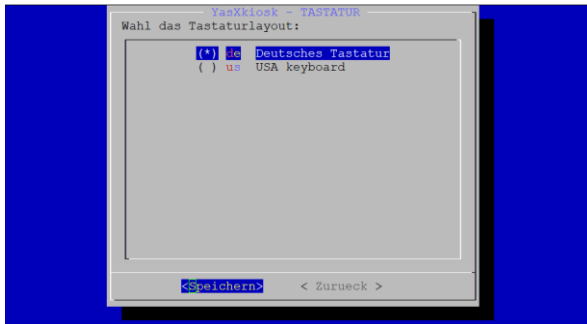 YasXkiosk - TASTATUR
Wahl das Tastaturlayout:
(*) de Deutsches Tastatur
( ) us USA keyboard
<Speichern> < Zurueck >